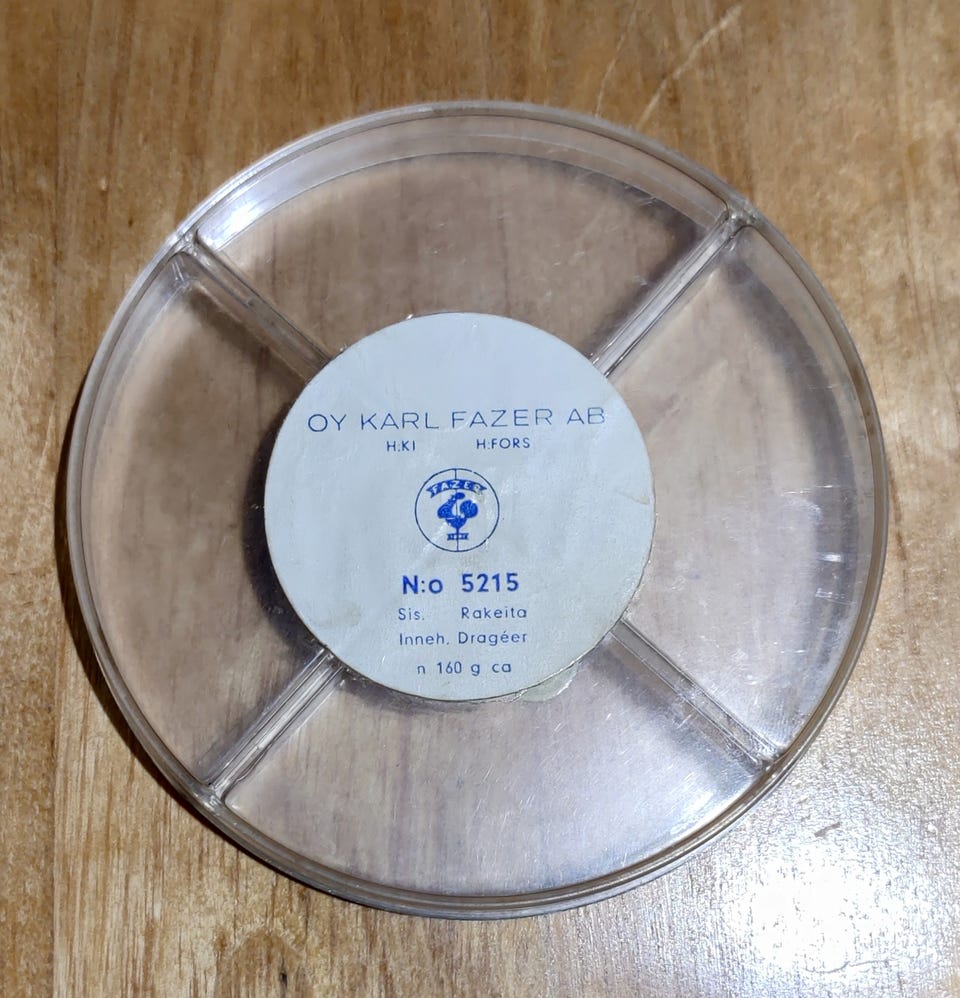 OY KARL FAZER AB
H:KI H:FORS
FAZER
N:o 5215
Sis. Rakeita
Inneh. Dragéer
n 160 g ca